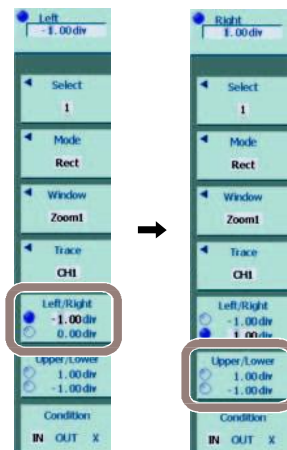 Left
-1.00div
Select
1
Mode
Rect
Window
Zoom1
Trace
CH1
Left/Right
-1.00div
0.00div
Upper/Lower
1.00div
-1.00div
Condition
IN OUT X
Right
1.00div
Select
1
Mode
Rect
Window
Zoom1
Trace
CH1
Left/Right
-1.00div
1.00div
Upper/Lower
1.00div
-1.00div
Condition
IN OUT X